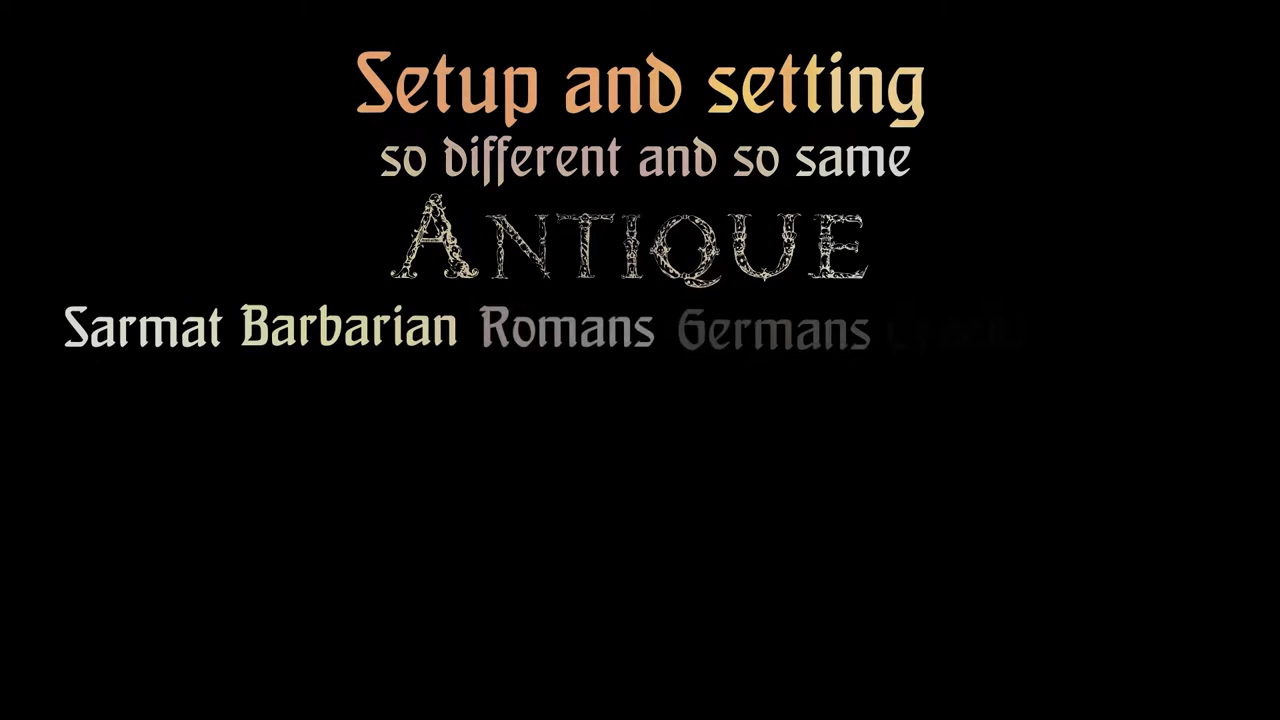 Setup and setting
so different and so same
ANTIQUE
Sarmat Barbarian Romans Germans